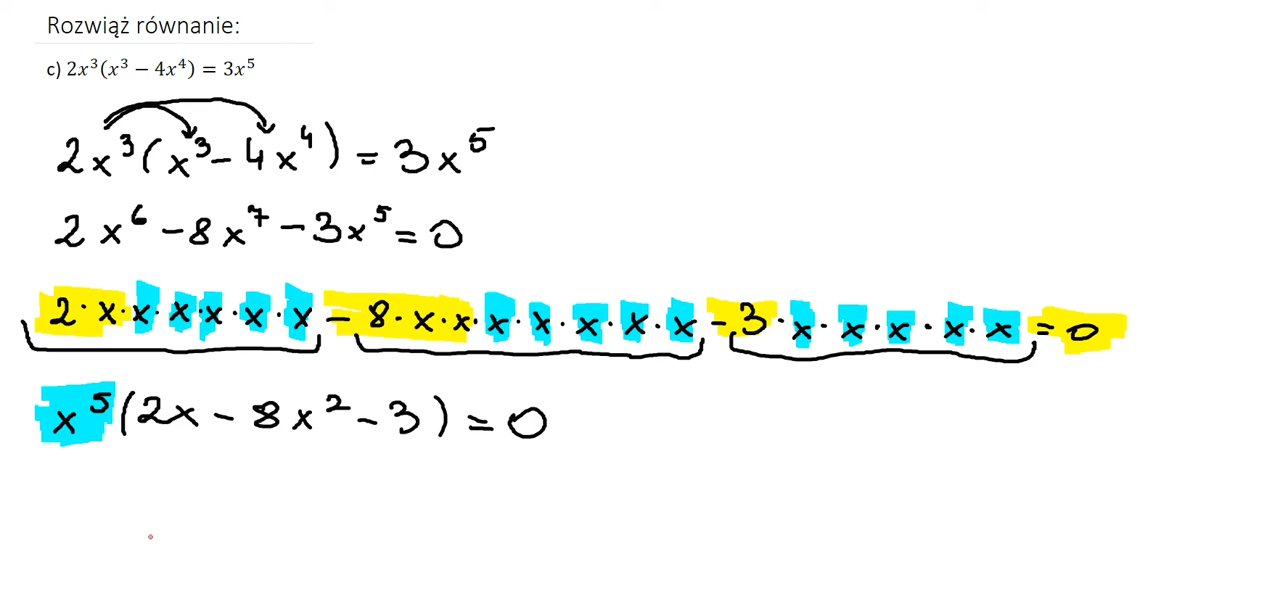 Rozwiąż równanie:
c) 2x³(x³ − 4x⁴) = 3x⁵
2x³(x³ - 4x⁴) = 3x⁵
2x⁶ - 8x⁷ - 3x⁵ = 0
2·x·x·x·x·x·x - 8·x·x·x·x·x·x·x - 3·x·x·x·x·x = 0
x⁵(2x - 8x² - 3) = 0